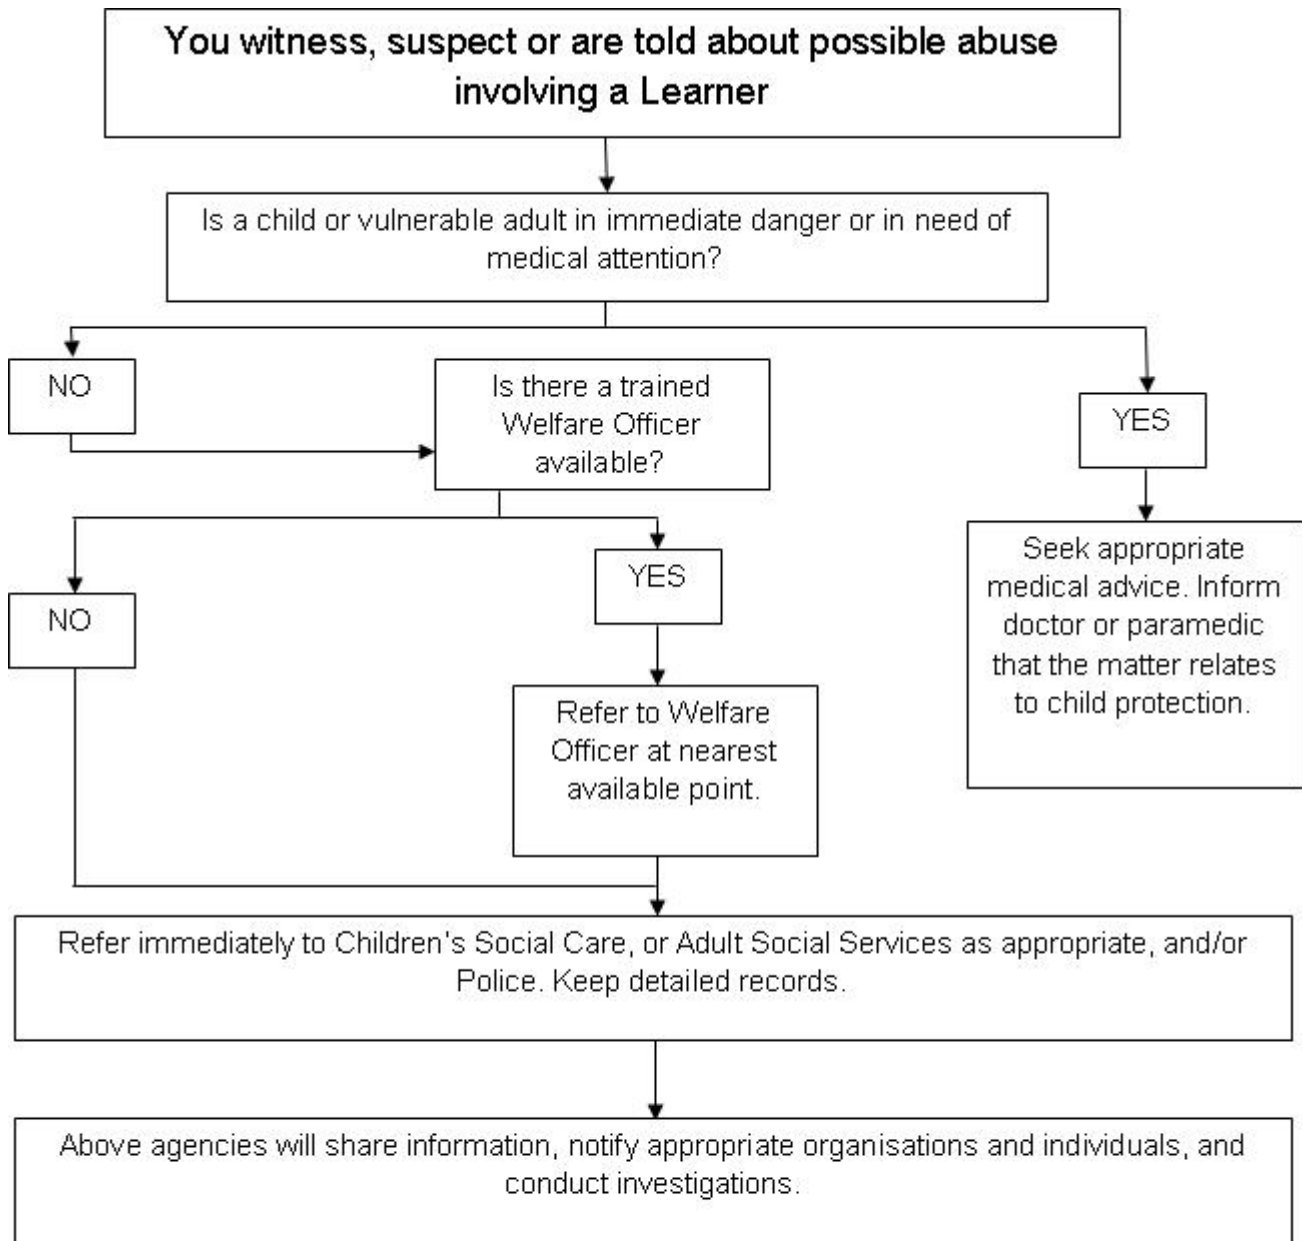 You witness, suspect or are told about possible abuse
involving a Learner
Is a child or vulnerable adult in immediate danger or in need of
medical attention?
NO
Is there a trained
Welfare Officer
available?
YES
NO
YES
Seek appropriate
medical advice. Inform
doctor or paramedic
that the matter relates
to child protection.
Refer to Welfare
Officer at nearest
available point.
Refer immediately to Children's Social Care, or Adult Social Services as appropriate, and/or
Police. Keep detailed records.
Above agencies will share information, notify appropriate organisations and individuals, and
conduct investigations.